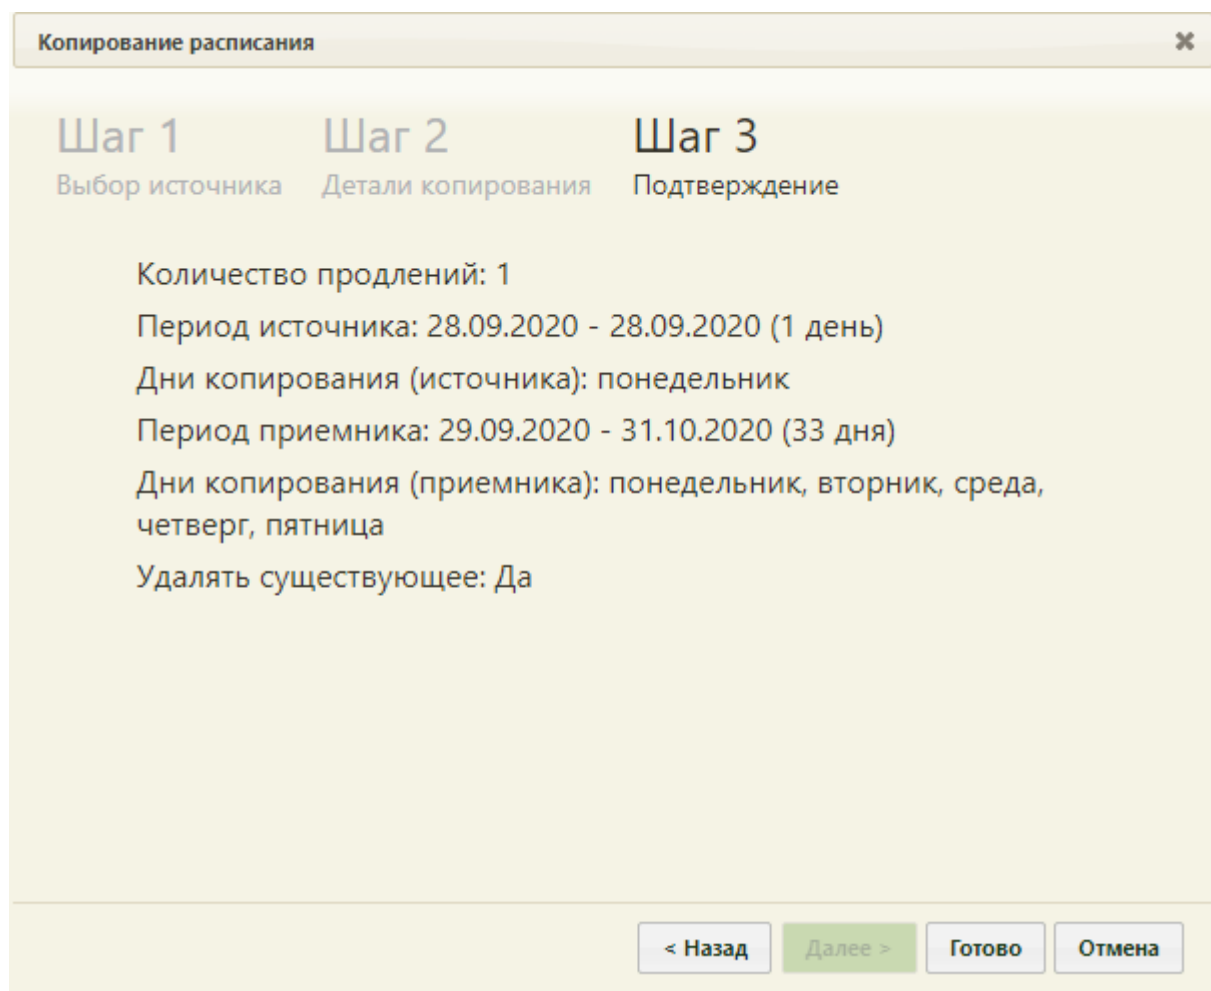 Копирование расписания
Шаг 1 Шаг 2 Шаг 3
Выбор источника Детали копирования Подтверждение
Количество продлений: 1
Период источника: 28.09.2020 - 28.09.2020 (1 день)
Дни копирования (источника): понедельник
Период приемника: 29.09.2020 - 31.10.2020 (33 дня)
Дни копирования (приемника): понедельник, вторник, среда,
четверг, пятница
Удалять существующее: Да
< Назад Далее > Готово Отмена